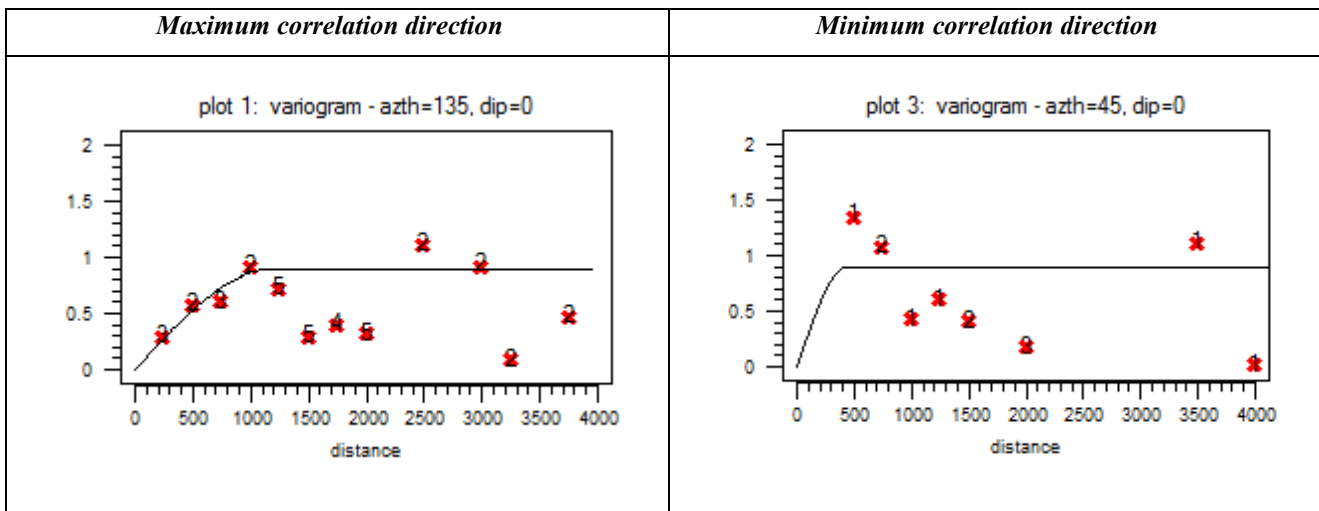 Maximum correlation direction
Minimum correlation direction
plot 1: variogram - azth=135, dip=0
2
1.5
1
0.5
0
0 500 1000 1500 2000 2500 3000 3500 4000
distance
plot 3: variogram - azth=45, dip=0
2
1.5
1
0.5
0
0 500 1000 1500 2000 2500 3000 3500 4000
distance